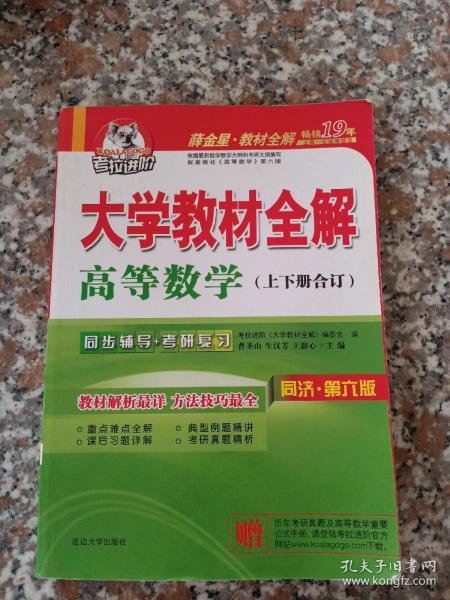 KOALAGOGO
考拉进阶
薛金星·教材全解 畅销19年
依据最新数学教学大纲和考研大纲编写
配高教社《高等数学》第六版
大学教材全解
高等数学(上下册合订)
同步辅导+考研复习
考拉进阶《大学教材全解》编委会 编
曹圣山 生汉芳 王新心·主编
同济·第六版
教材解析最详 方法技巧最全
·重点难点全解 ·典型例题精讲
·课后习题详解 ·考研真题精析
赠
历年考研真题及高等数学重要
公式手册,请登陆考拉进阶官方
网站www.koalagogo.com下载。
延边大学出版社
孔夫子旧书网
book.kongfz.com